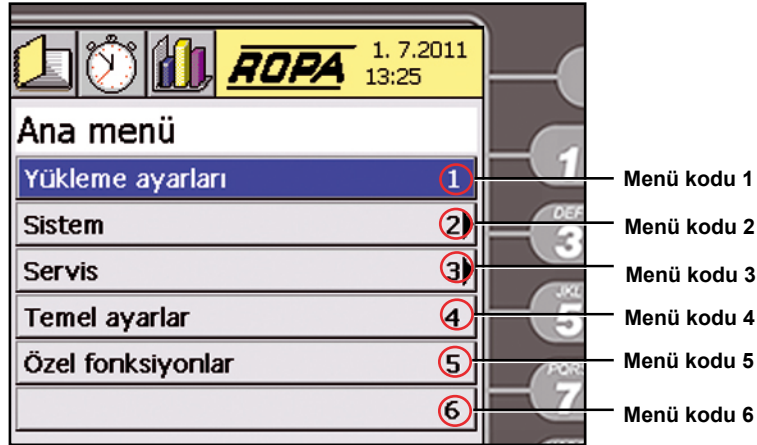 ROPA 1. 7.2011
13:25
Ana menü
Yükleme ayarları 1 Menü kodu 1
Sistem 2 Menü kodu 2
Servis 3 Menü kodu 3
Temel ayarlar 4 Menü kodu 4
Özel fonksiyonlar 5 Menü kodu 5
6 Menü kodu 6
1
DEF
3
JKL
5
PQRS
7